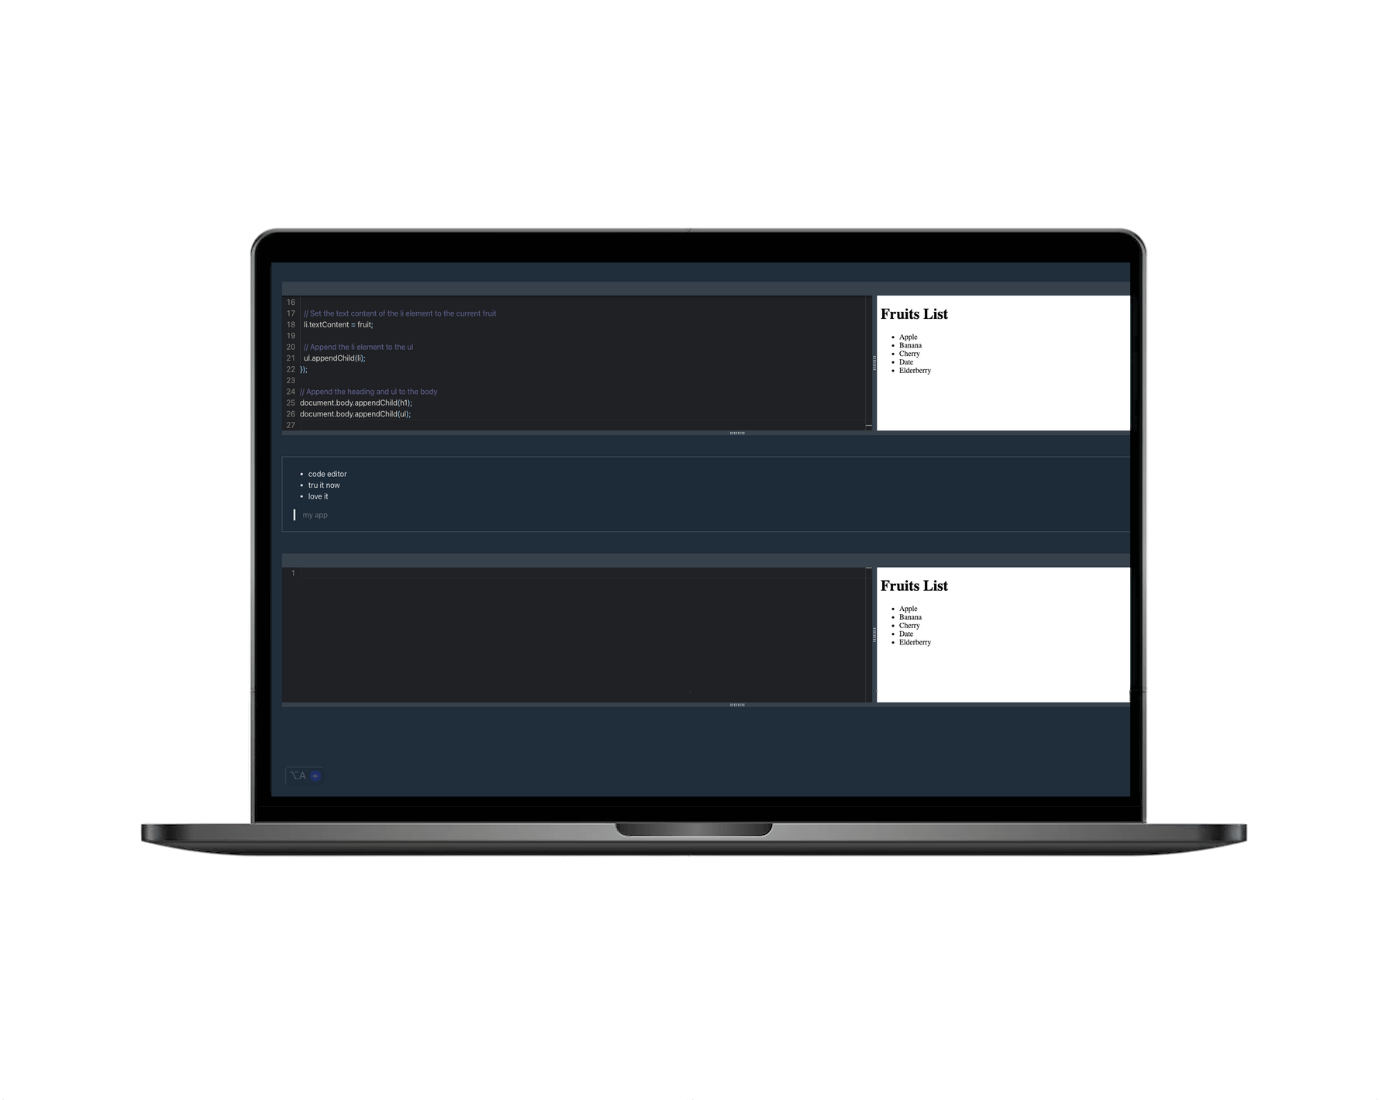 16
17 // Set the text content of the li element to the current fruit
18 li.textContent = fruit;
19
20 // Append the li element to the ul
21 ul.appendChild(li);
22 });
23
24 // Append the heading and ul to the body
25 document.body.appendChild(h1);
26 document.body.appendChild(ul);
27
Fruits List
• Apple
• Banana
• Cherry
• Date
• Elderberry
• code editor
• tru it now
• love it
my app
1
Fruits List
• Apple
• Banana
• Cherry
• Date
• Elderberry
⌥A